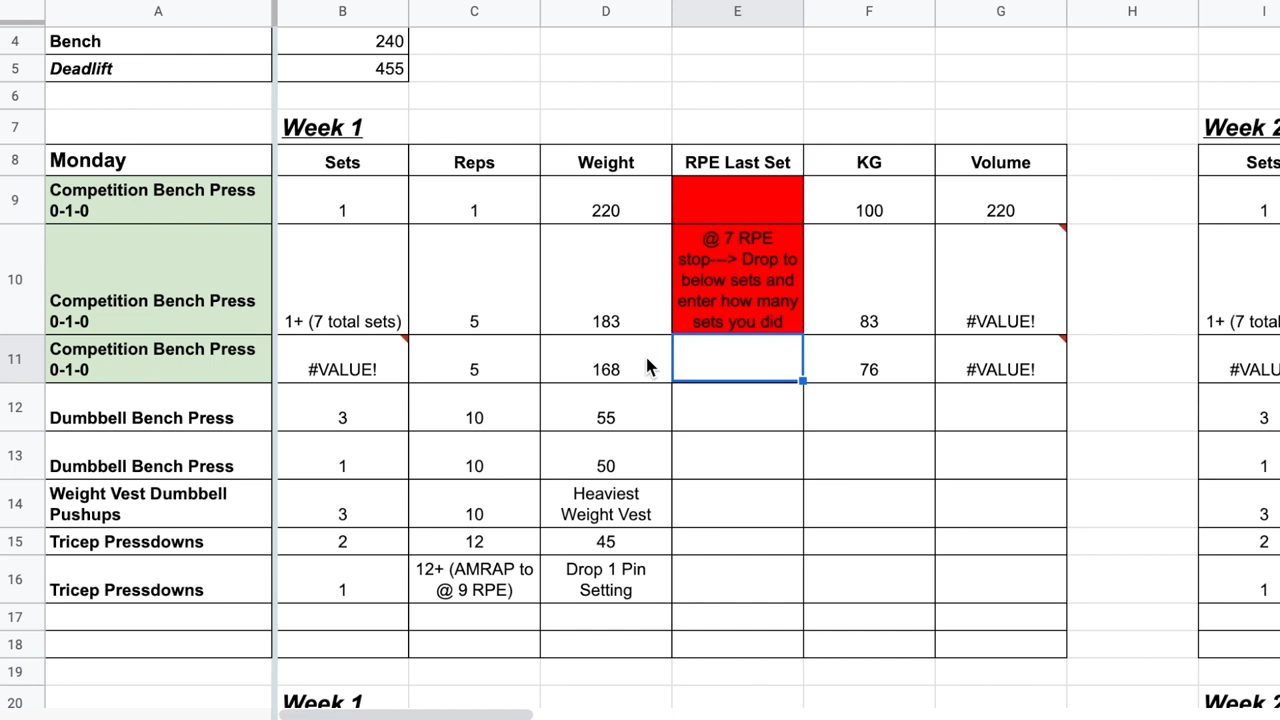 A B C D E F G H I
4 Bench 240
5 Deadlift 455
6
7 Week 1 Week 2
8 Monday Sets Reps Weight RPE Last Set KG Volume Sets
9 Competition Bench Press
0-1-0 1 1 220 100 220 1
10 Competition Bench Press
0-1-0 1+ (7 total sets) 5 183
@ 7 RPE
stop---> Drop to
below sets and
enter how many
sets you did
83 #VALUE! 1+ (7 total
11 Competition Bench Press
0-1-0 #VALUE! 5 168 76 #VALUE! #VALU
12 Dumbbell Bench Press 3 10 55 3
13 Dumbbell Bench Press 1 10 50 1
14 Weight Vest Dumbbell
Pushups 3 10 Heaviest
Weight Vest 3
15 Tricep Pressdowns 2 12 45 2
16 Tricep Pressdowns 1 12+ (AMRAP to
@ 9 RPE) Drop 1 Pin
Setting 1
17
18
19
20 Week 1 Week 2